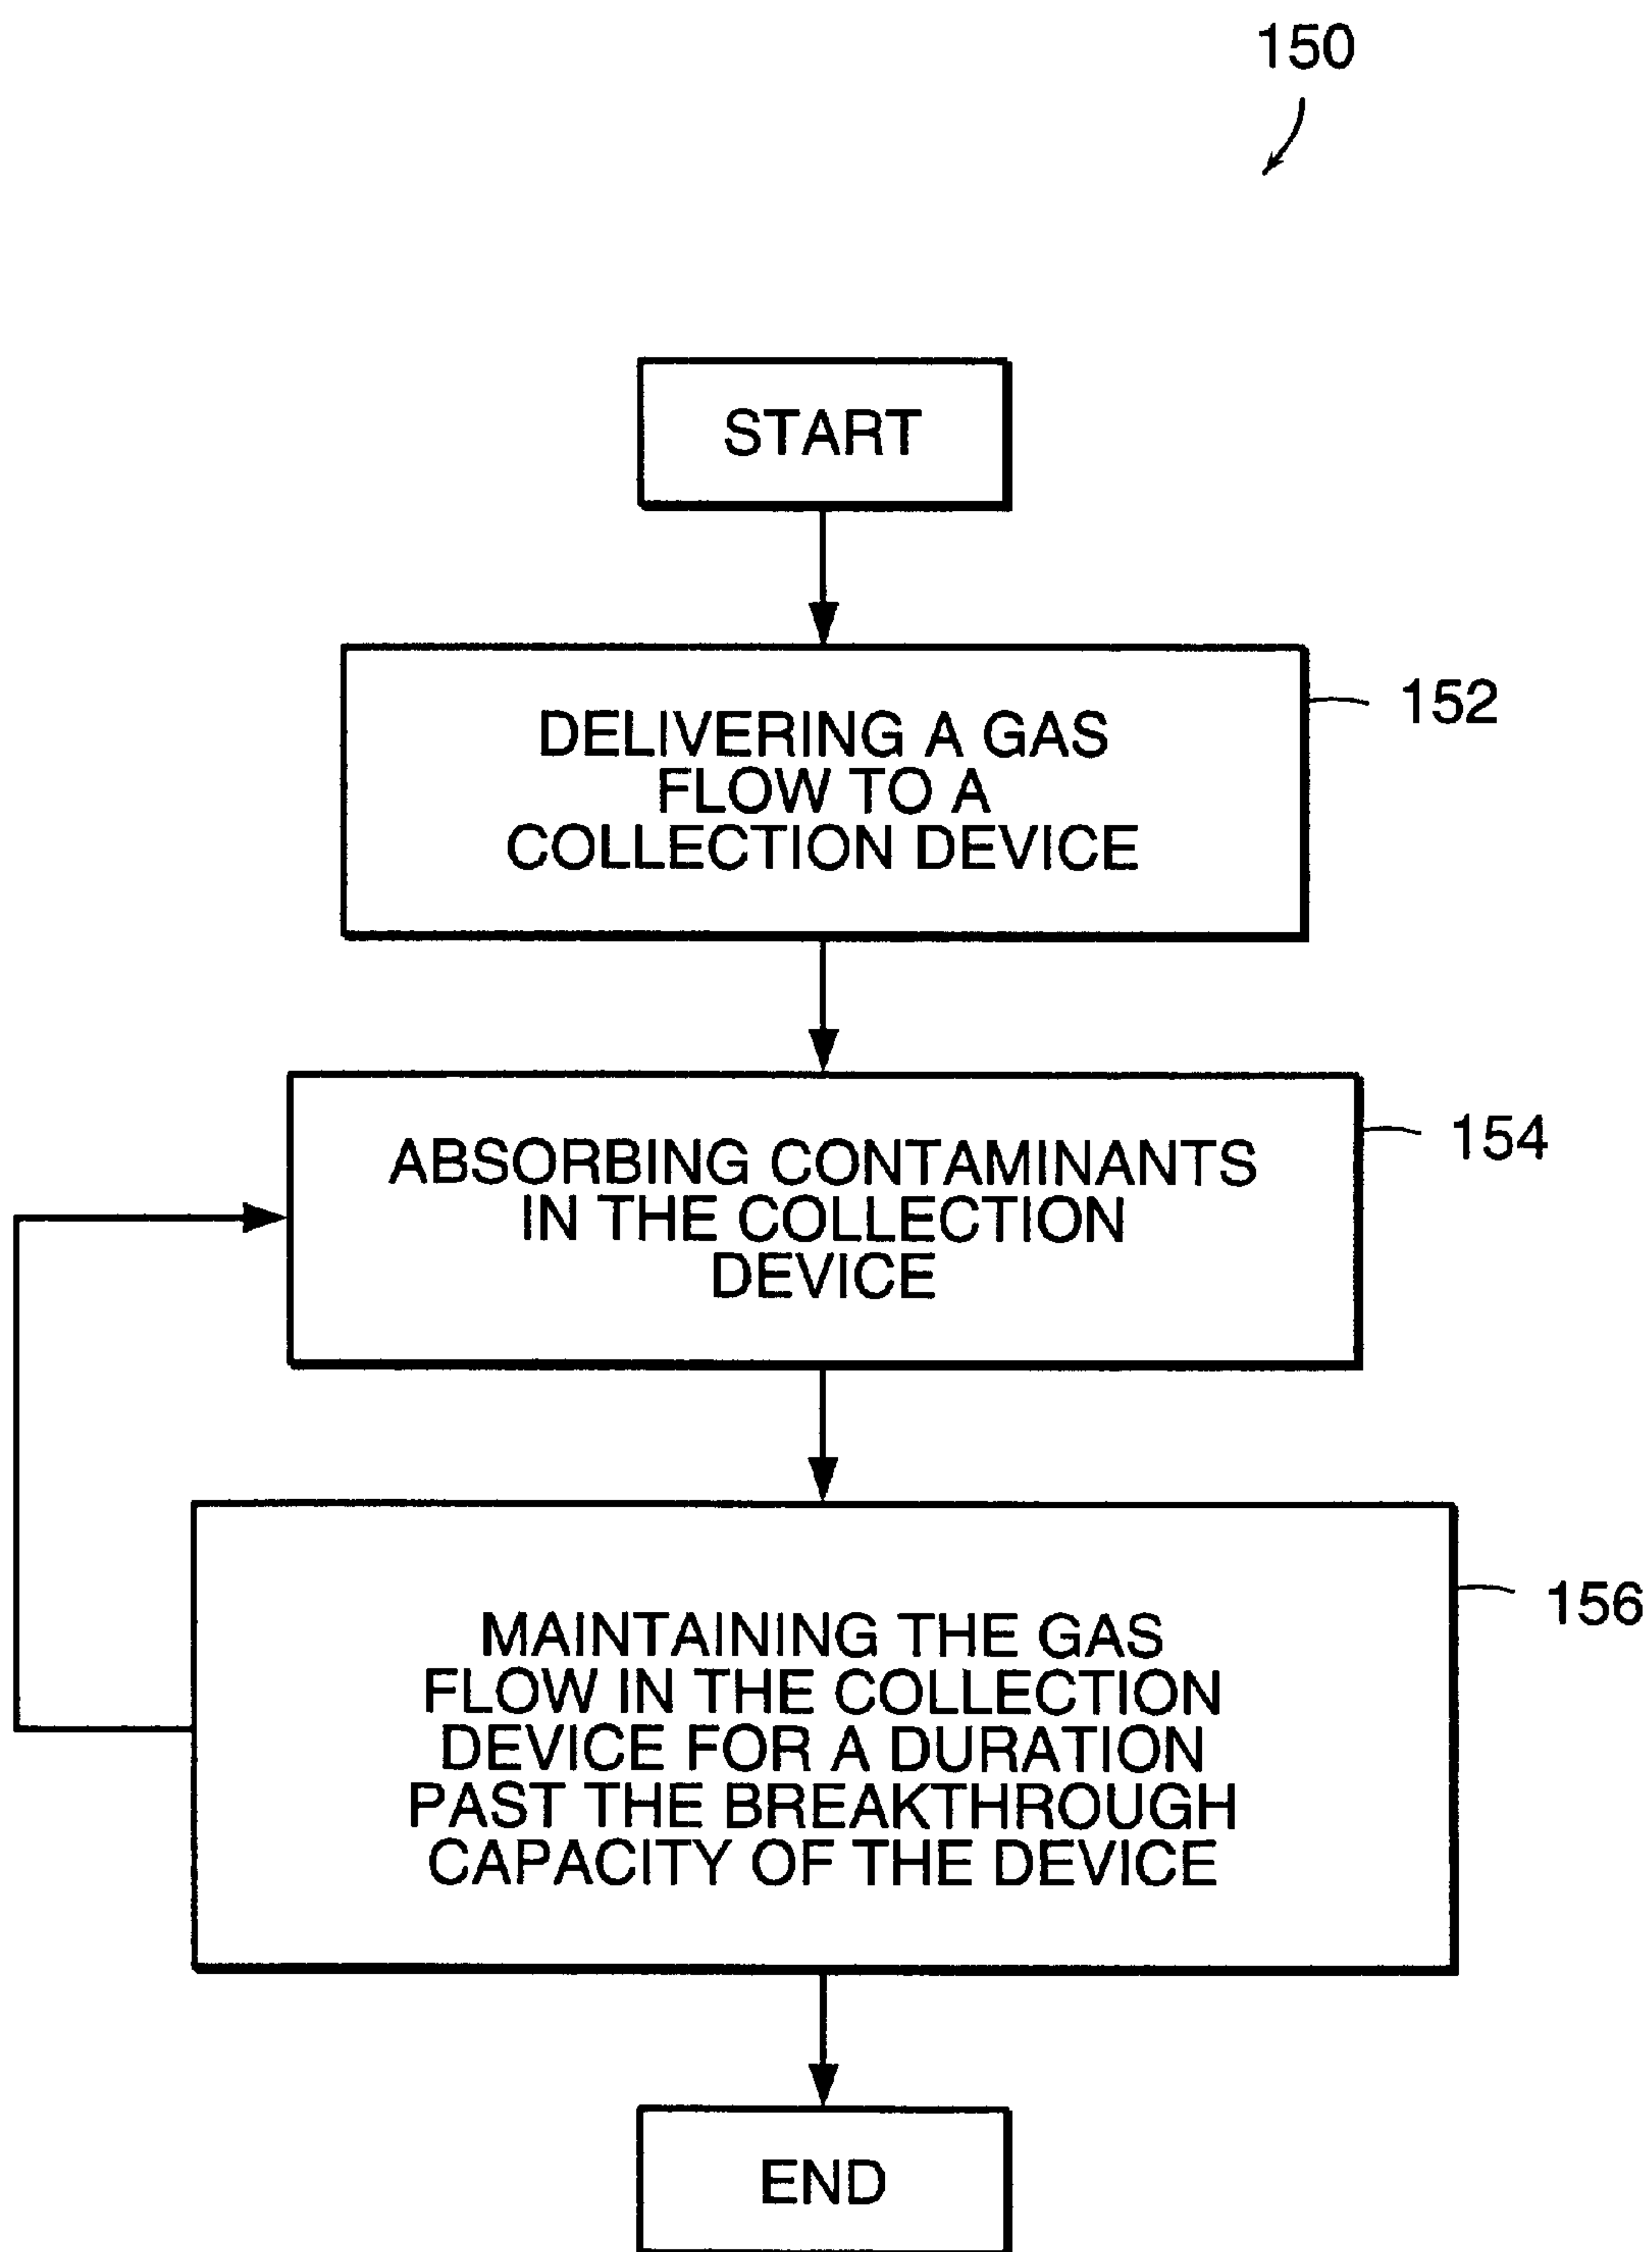 150
START
DELIVERING A GAS
FLOW TO A
COLLECTION DEVICE
152
ABSORBING CONTAMINANTS
IN THE COLLECTION
DEVICE
154
MAINTAINING THE GAS
FLOW IN THE COLLECTION
DEVICE FOR A DURATION
PAST THE BREAKTHROUGH
CAPACITY OF THE DEVICE
156
END